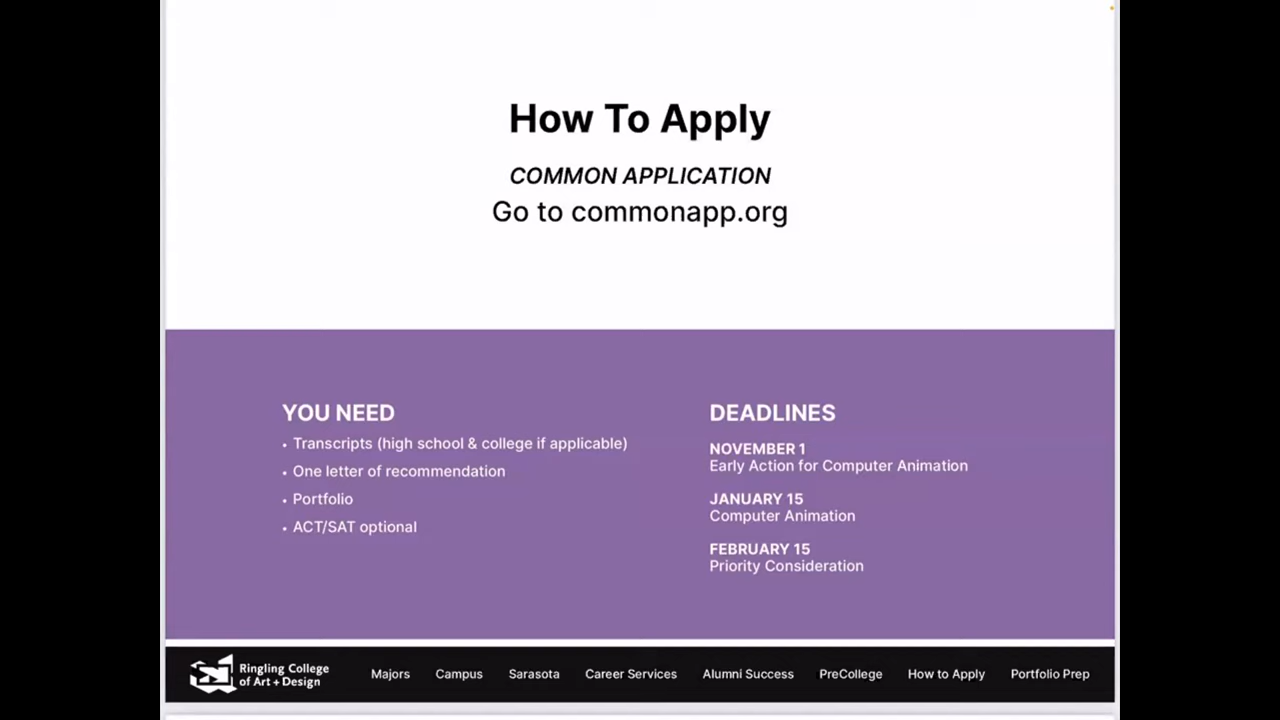 How To Apply
COMMON APPLICATION
Go to commonapp.org
YOU NEED
• Transcripts (high school & college if applicable)
• One letter of recommendation
• Portfolio
• ACT/SAT optional
DEADLINES
NOVEMBER 1
Early Action for Computer Animation
JANUARY 15
Computer Animation
FEBRUARY 15
Priority Consideration
Ringling College
of Art + Design
Majors Campus Sarasota Career Services Alumni Success PreCollege How to Apply Portfolio Prep